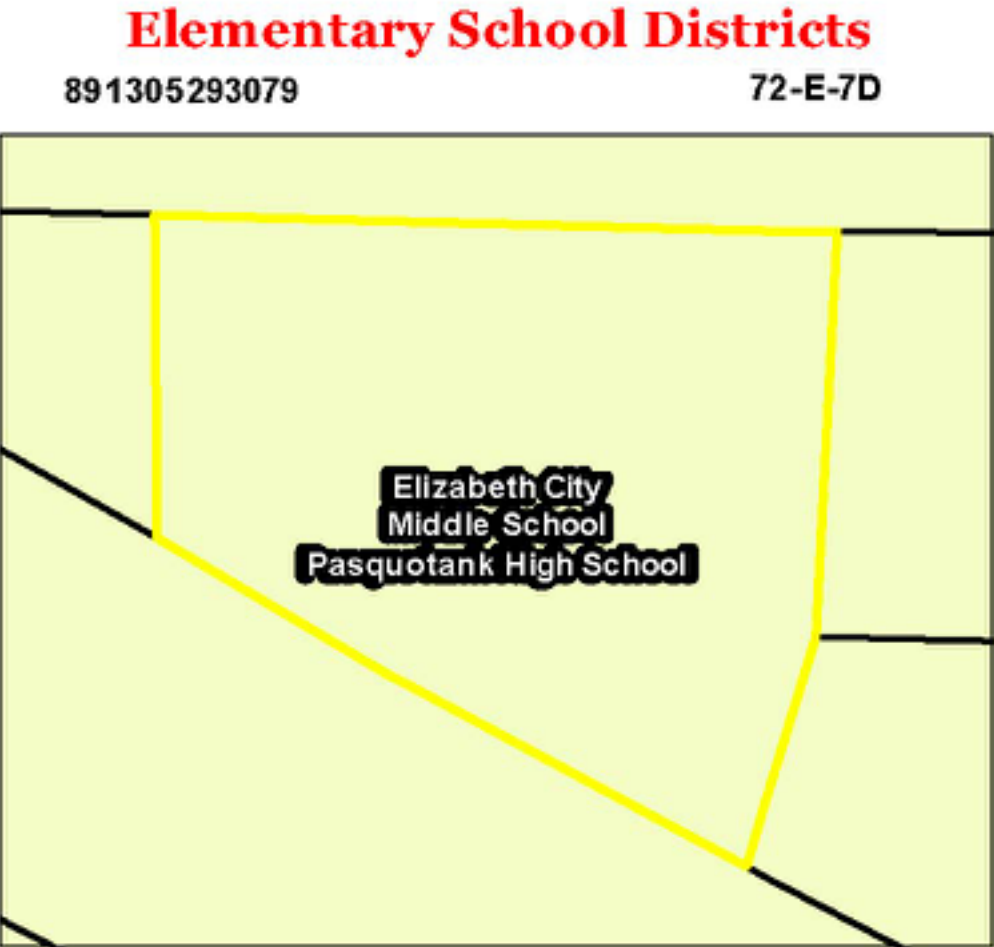 Elementary School Districts
891305293079 72-E-7D
Elizabeth City
Middle School
Pasquotank High School